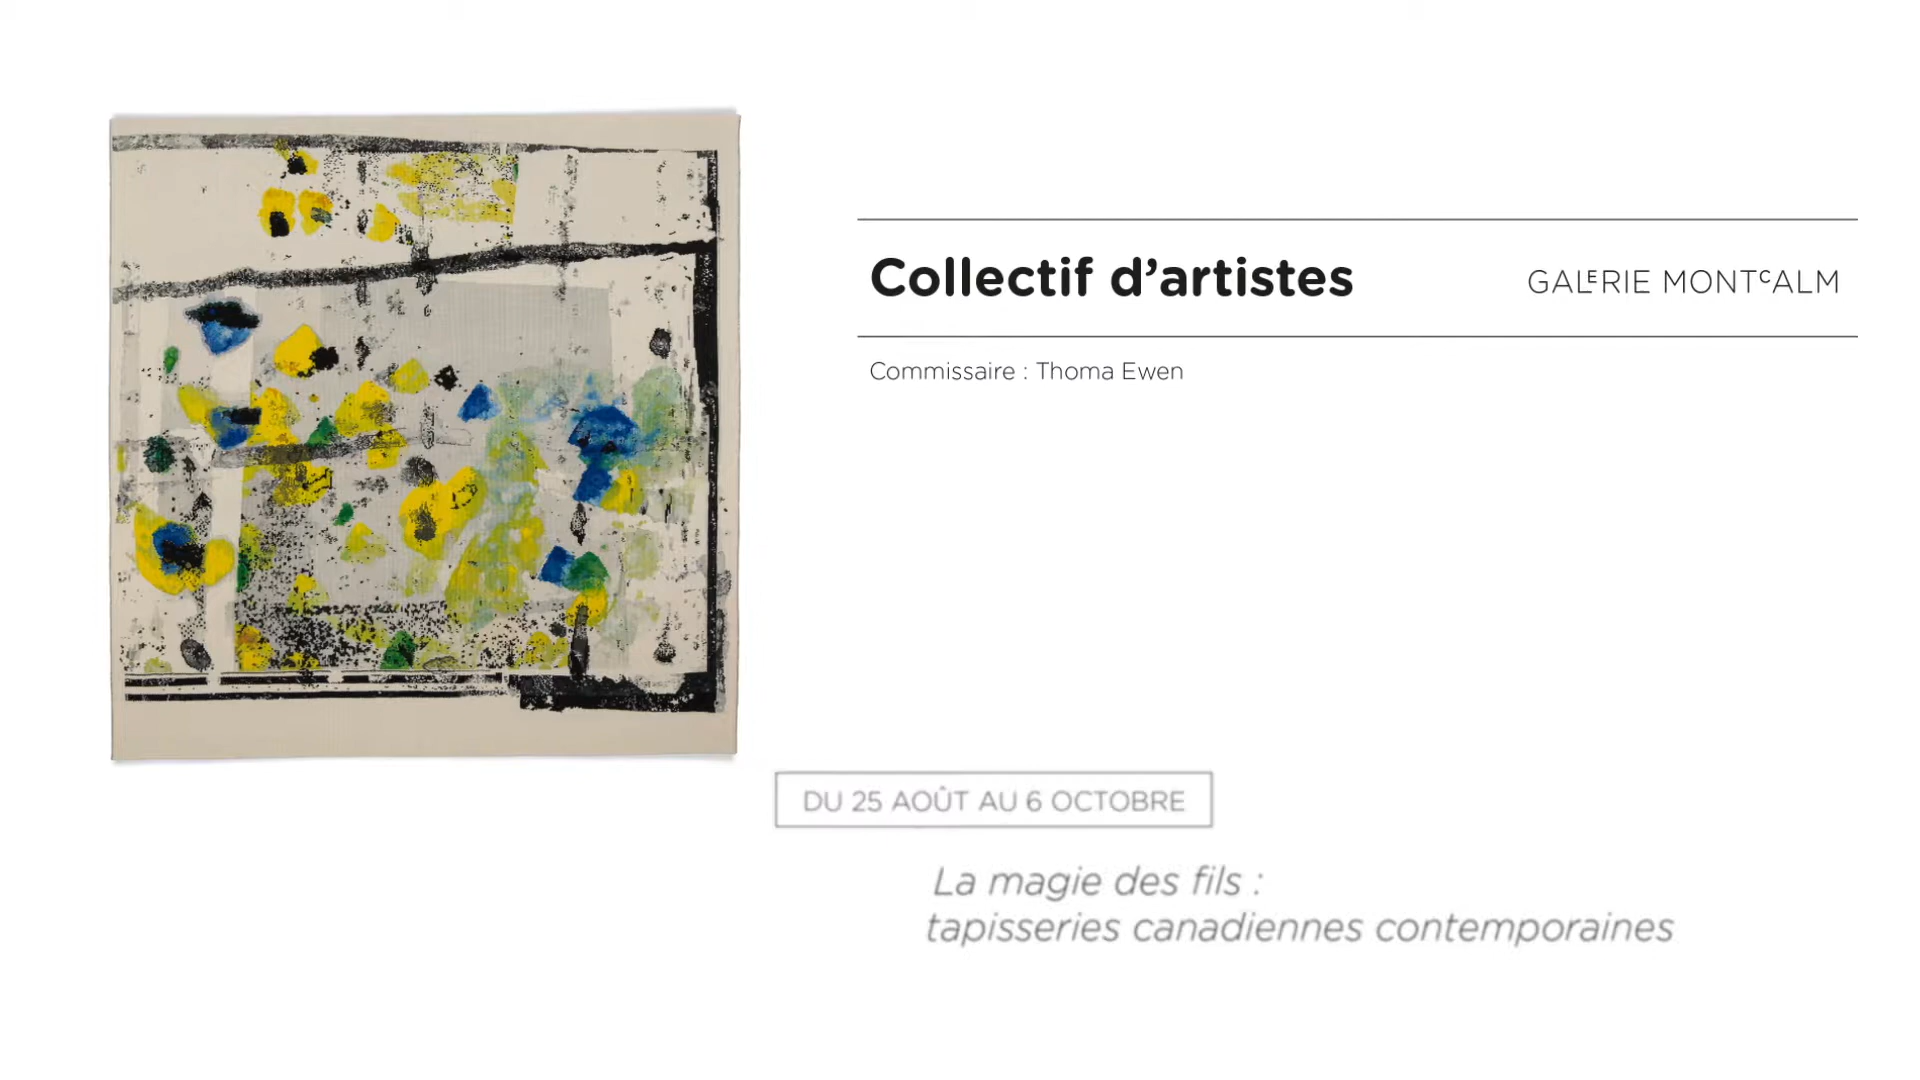 Collectif d’artistes
GALERIE MONTCALM
Commissaire : Thoma Ewen
DU 25 AOÛT AU 6 OCTOBRE
La magie des fils :
tapisseries canadiennes contemporaines